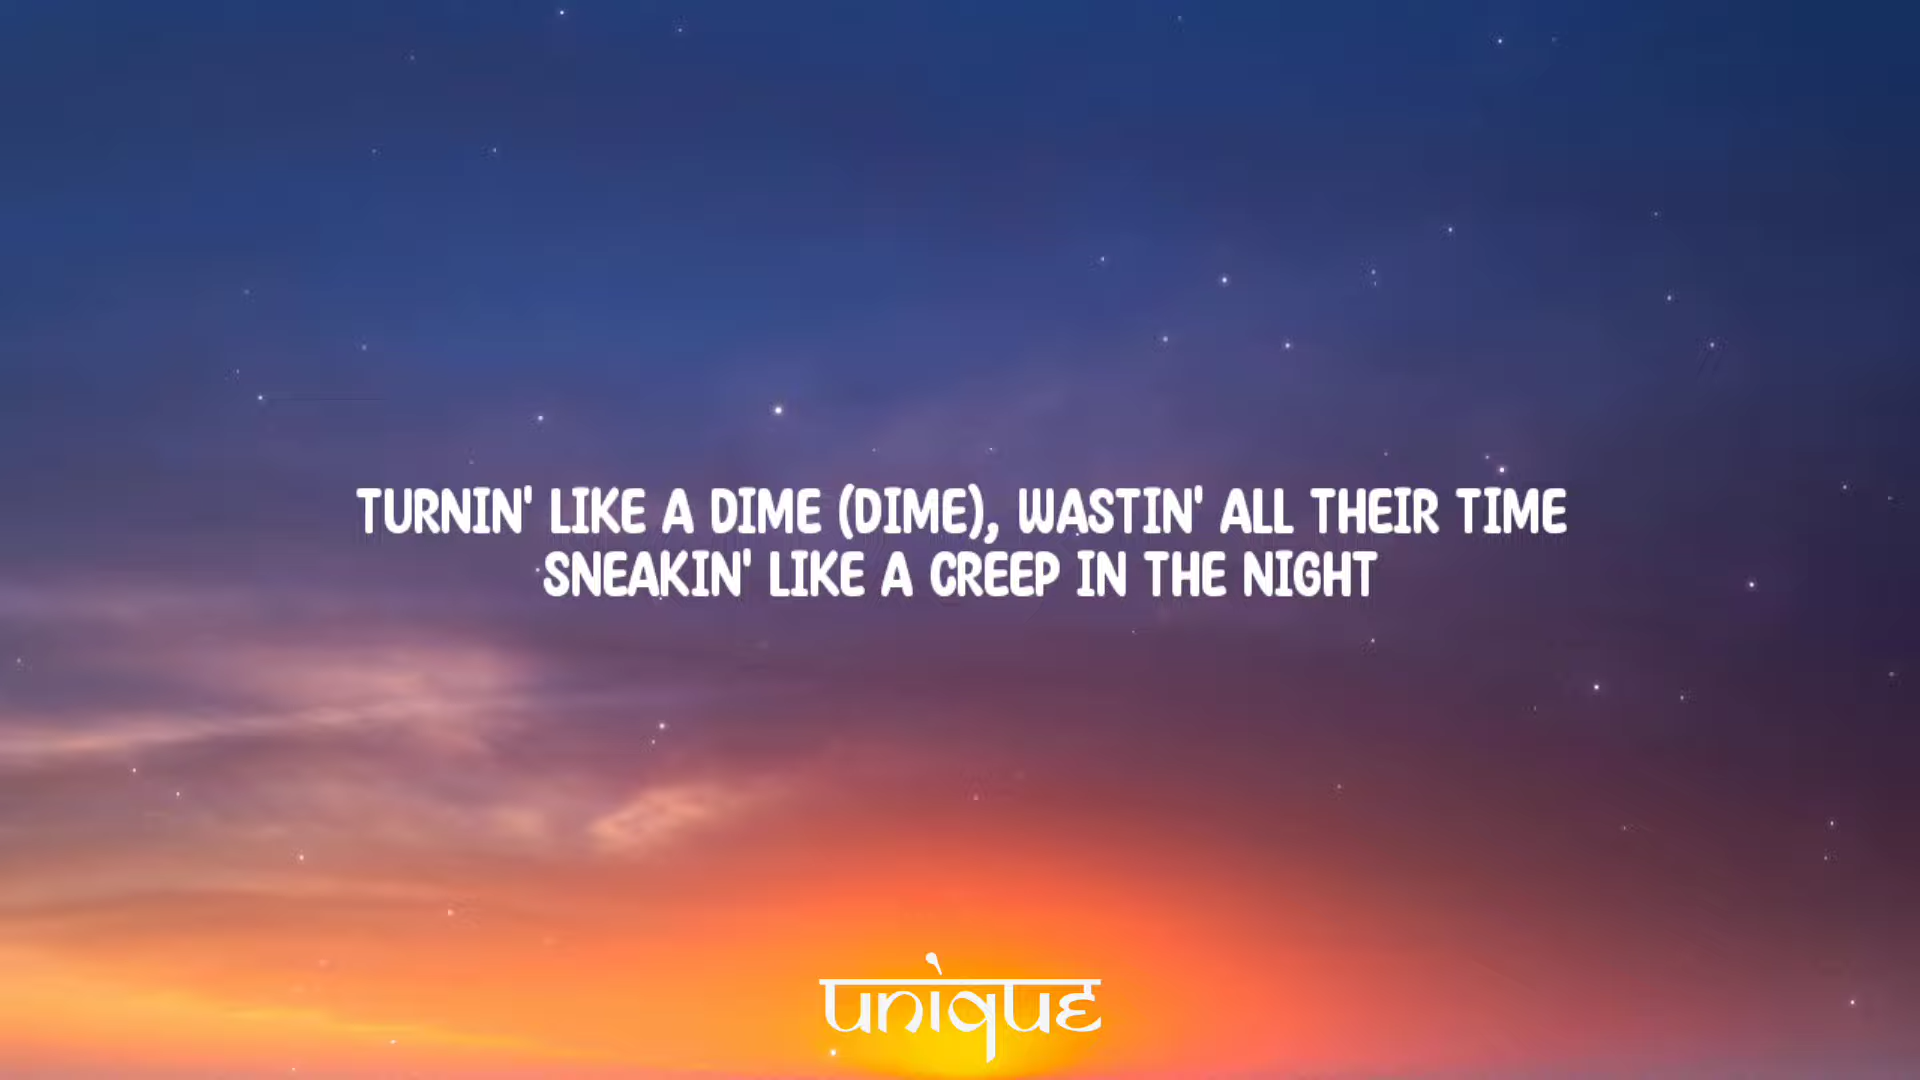 TURNIN' LIKE A DIME (DIME), WASTIN' ALL THEIR TIME
SNEAKIN' LIKE A CREEP IN THE NIGHT
unique